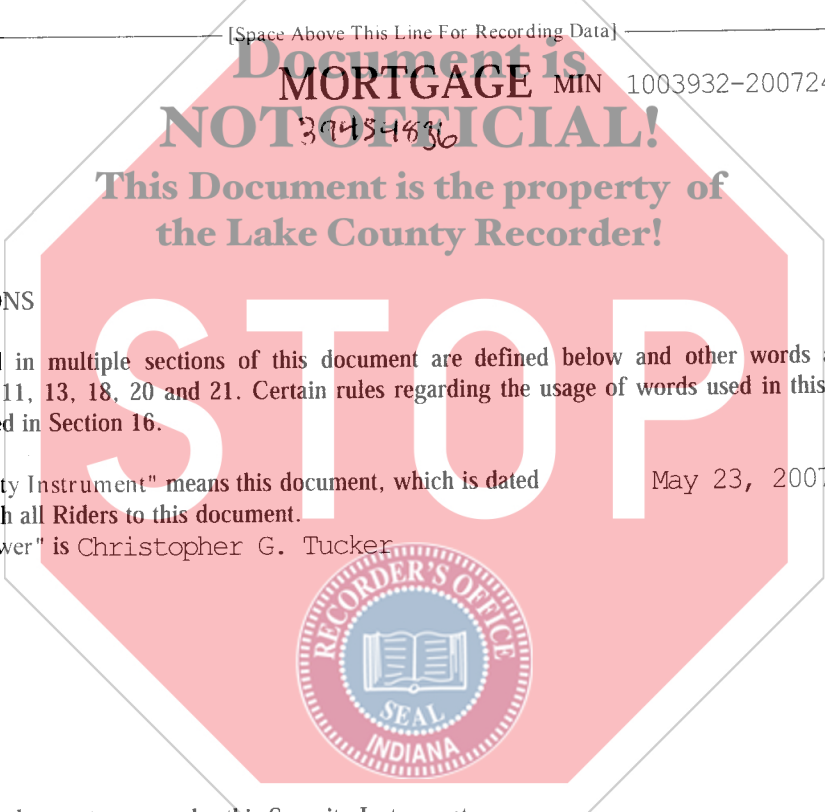 [Space Above This Line For Recording Data]
Document is
MORTGAGE MIN 1003932-20072
NOT OFFICIAL!
39454836
This Document is the property of
the Lake County Recorder!
NS
in multiple sections of this document are defined below and other words
11, 13, 18, 20 and 21. Certain rules regarding the usage of words used in this
d in Section 16.
STOP
ty Instrument" means this document, which is dated May 23, 2007
h all Riders to this document.
wer" is Christopher G. Tucker
RECORDER'S OFFICE
SEAL
INDIANA